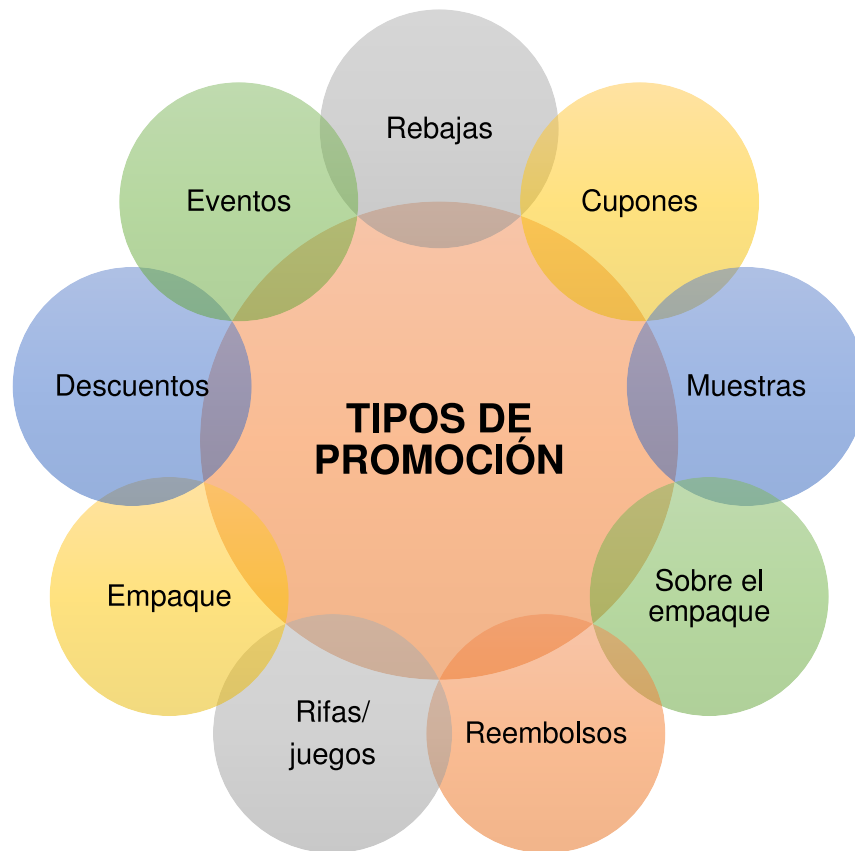 Rebajas
Cupones
Muestras
Sobre el
empaque
Reembolsos
Rifas/
juegos
Empaque
Descuentos
Eventos
TIPOS DE
PROMOCIÓN